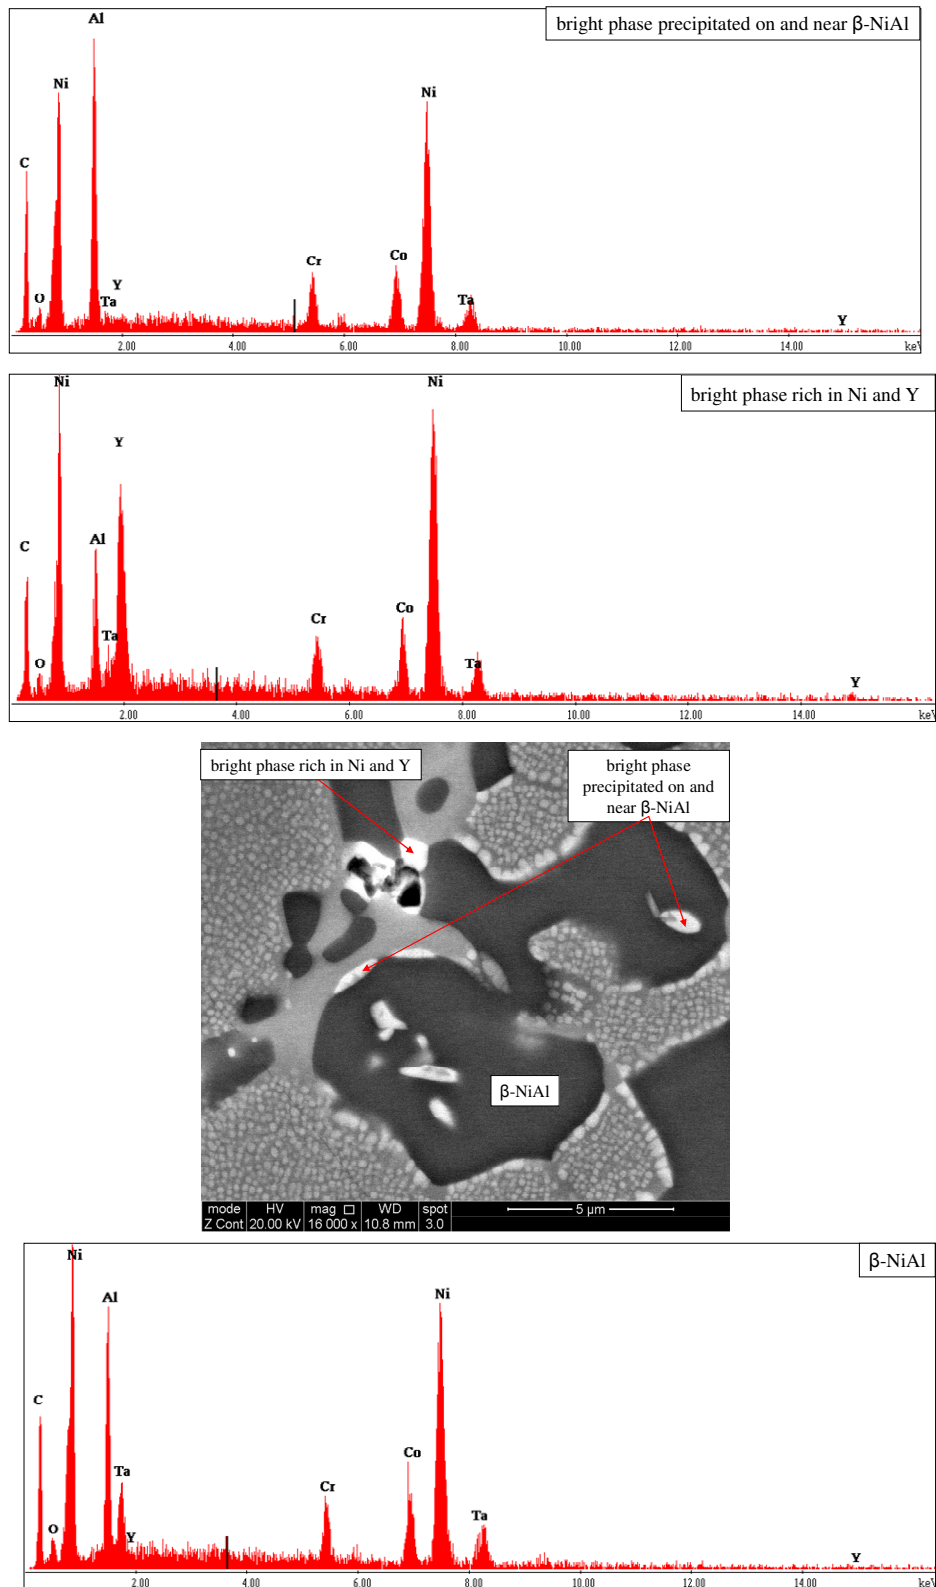 bright phase precipitated on and near β-NiAl
Al
Ni
Ni
C
Cr
Co
O
Ta
Y
Ta
Y
2.00 4.00 6.00 8.00 10.00 12.00 14.00 keV
bright phase rich in Ni and Y
Ni
Ni
Y
C
Al
Ta
O
Cr
Co
Ta
Y
2.00 4.00 6.00 8.00 10.00 12.00 14.00 keV
bright phase rich in Ni and Y
bright phase
precipitated on and
near β-NiAl
β-NiAl
mode HV mag □ WD spot
Z Cont 20.00 kV 16 000 x 10.8 mm 3.0
5 µm
β-NiAl
Ni
Al
Ni
C
Ta
O
Y
Cr
Co
Ta
Y
2.00 4.00 6.00 8.00 10.00 12.00 14.00 keV